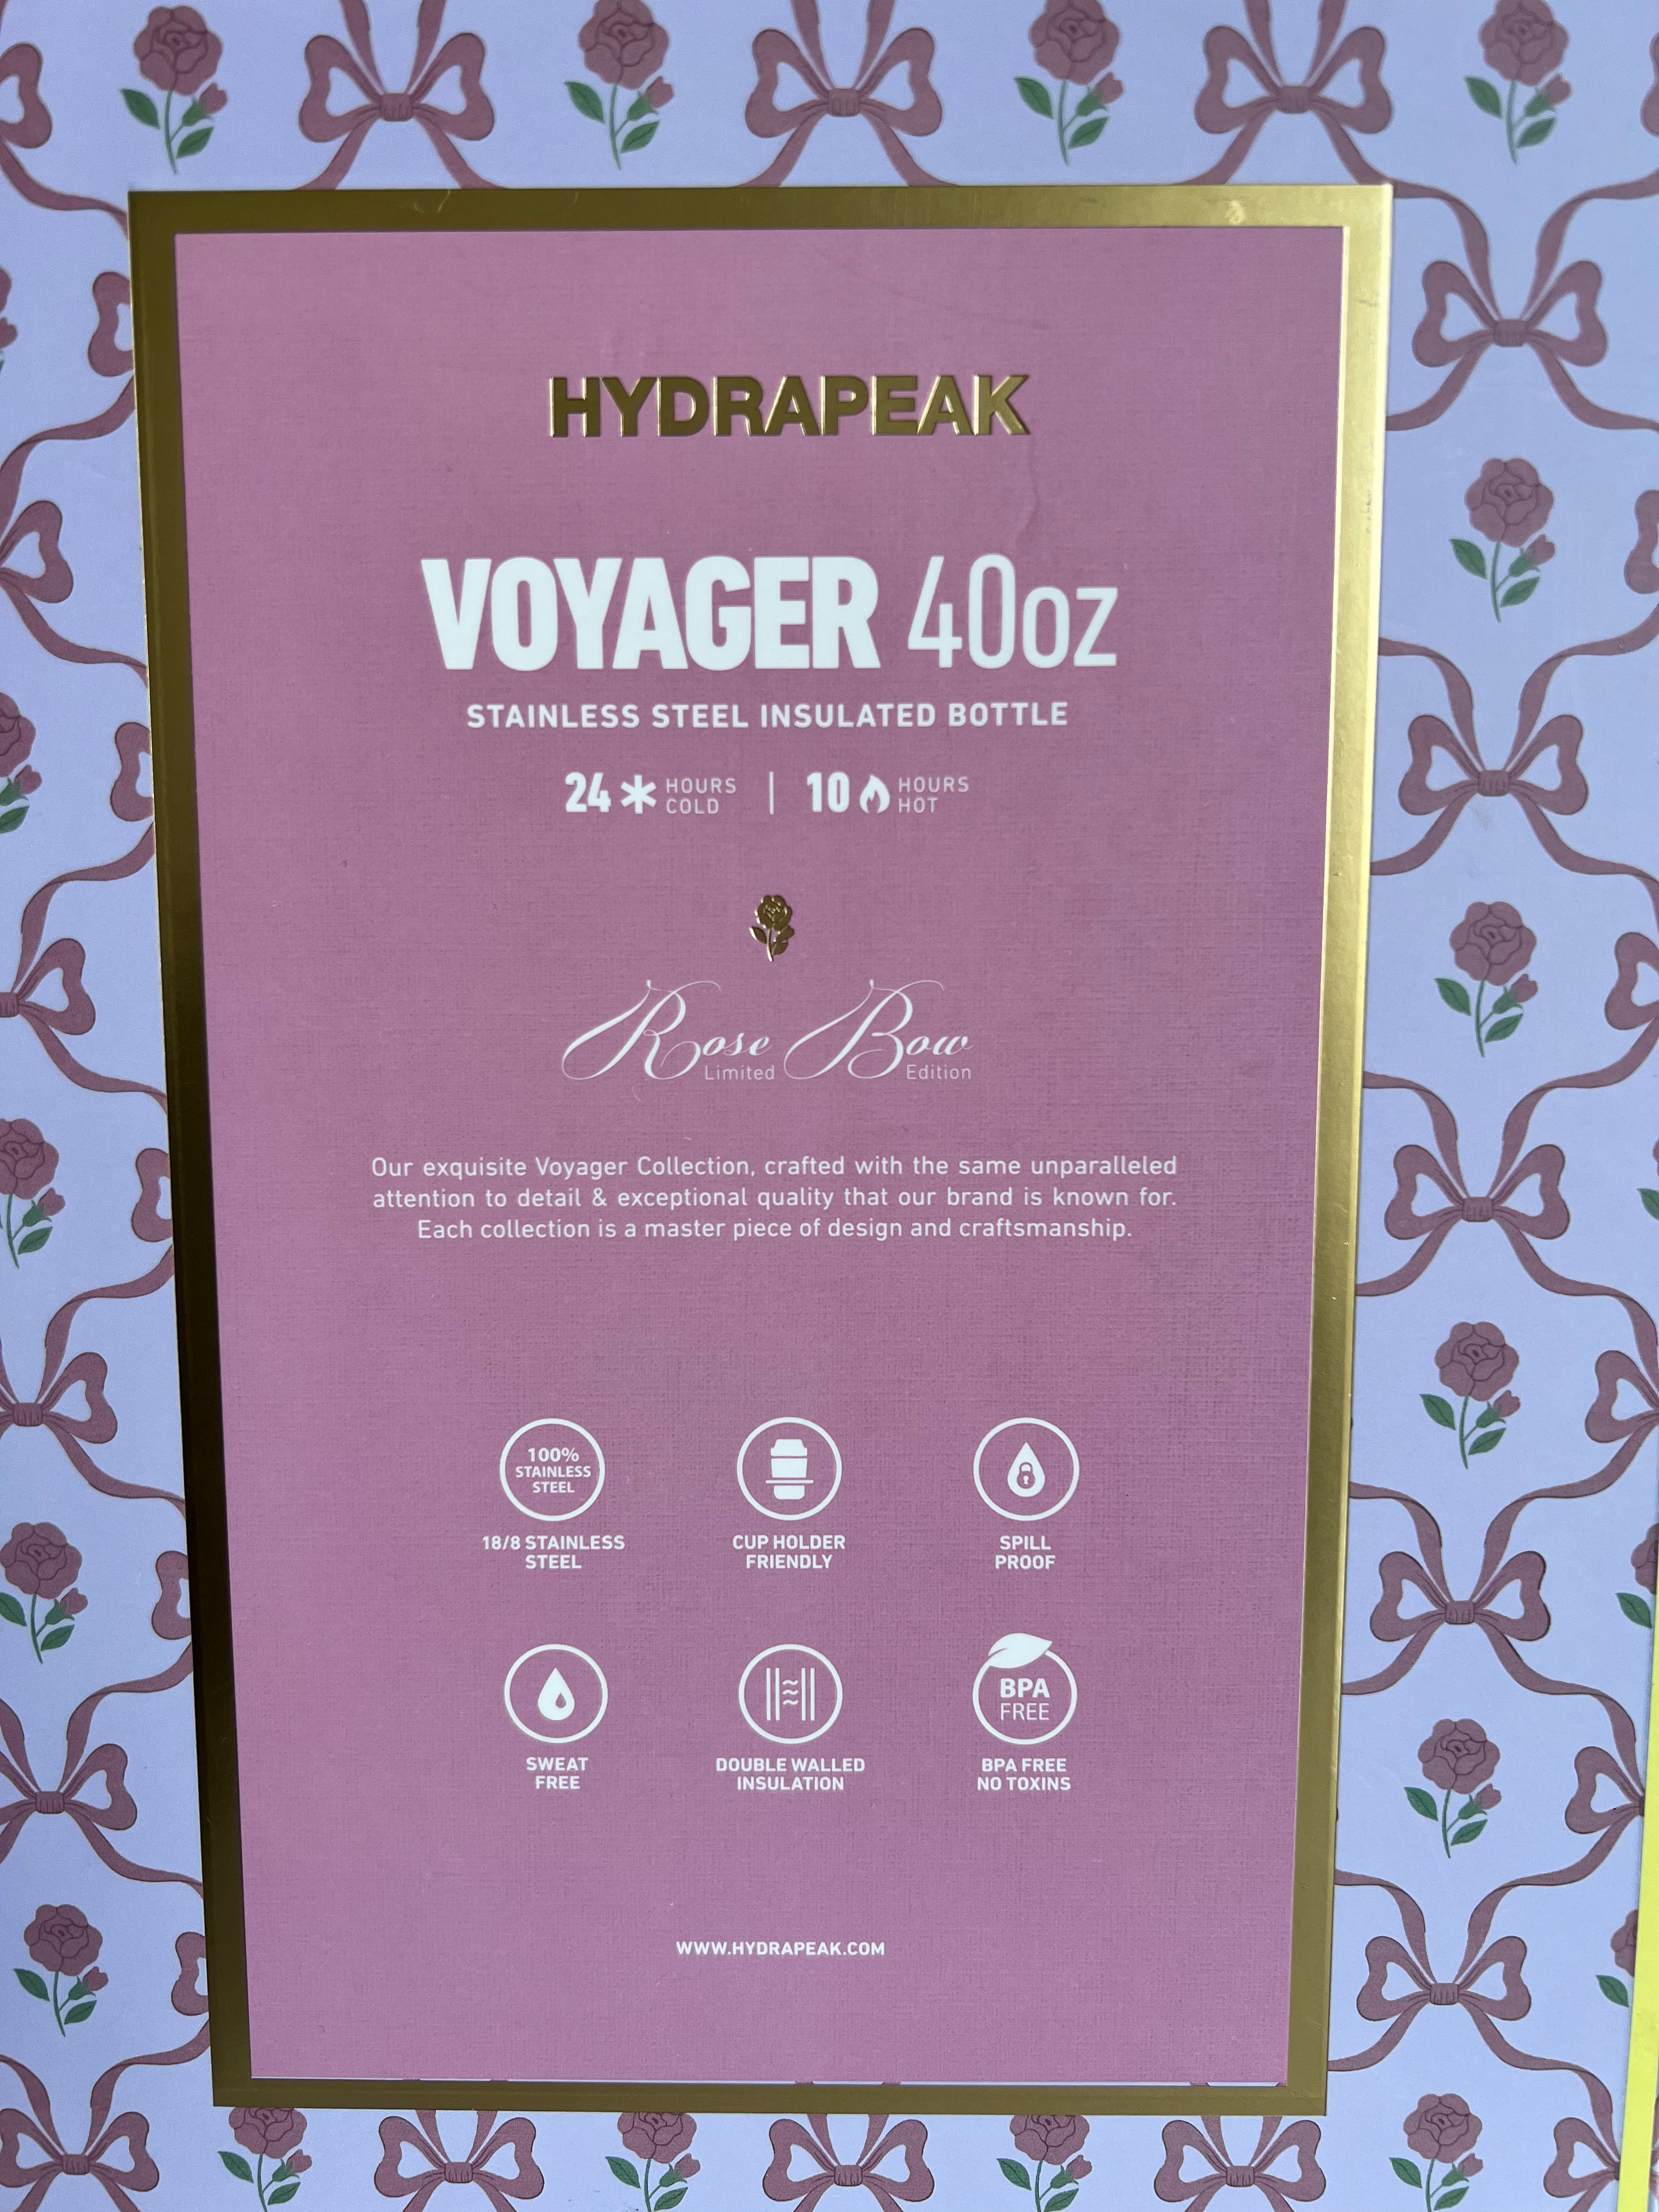 HYDRAPEAK
VOYAGER 40oz
STAINLESS STEEL INSULATED BOTTLE
24 HOURS COLD | 10 HOURS HOT
Rose Bow
Limited Edition
Our exquisite Voyager Collection, crafted with the same unparalleled
attention to detail & exceptional quality that our brand is known for.
Each collection is a master piece of design and craftsmanship.
100%
STAINLESS
STEEL
18/8 STAINLESS
STEEL
CUP HOLDER
FRIENDLY
SPILL
PROOF
SWEAT
FREE
DOUBLE WALLED
INSULATION
BPA
FREE
BPA FREE
NO TOXINS
WWW.HYDRAPEAK.COM